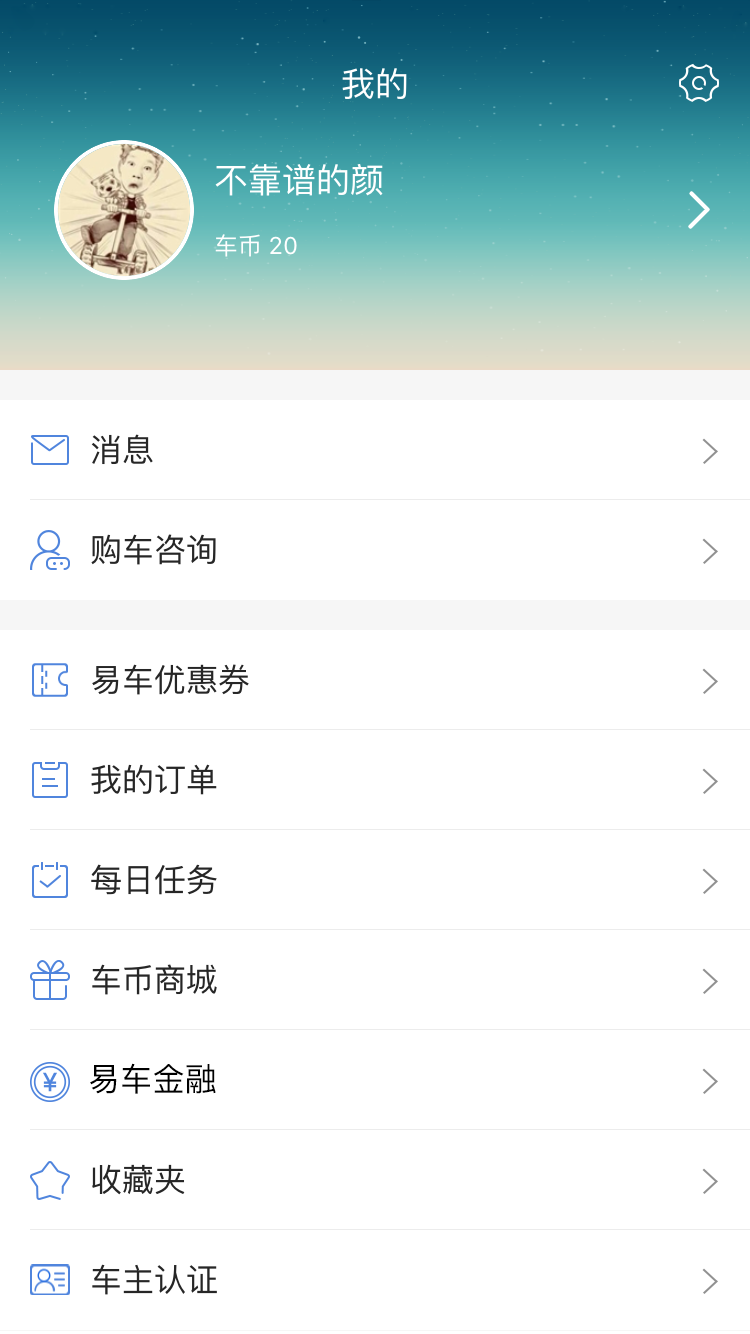 我的
不靠谱的颜
车币 20
消息
购车咨询
易车优惠券
我的订单
每日任务
车币商城
易车金融
收藏夹
车主认证